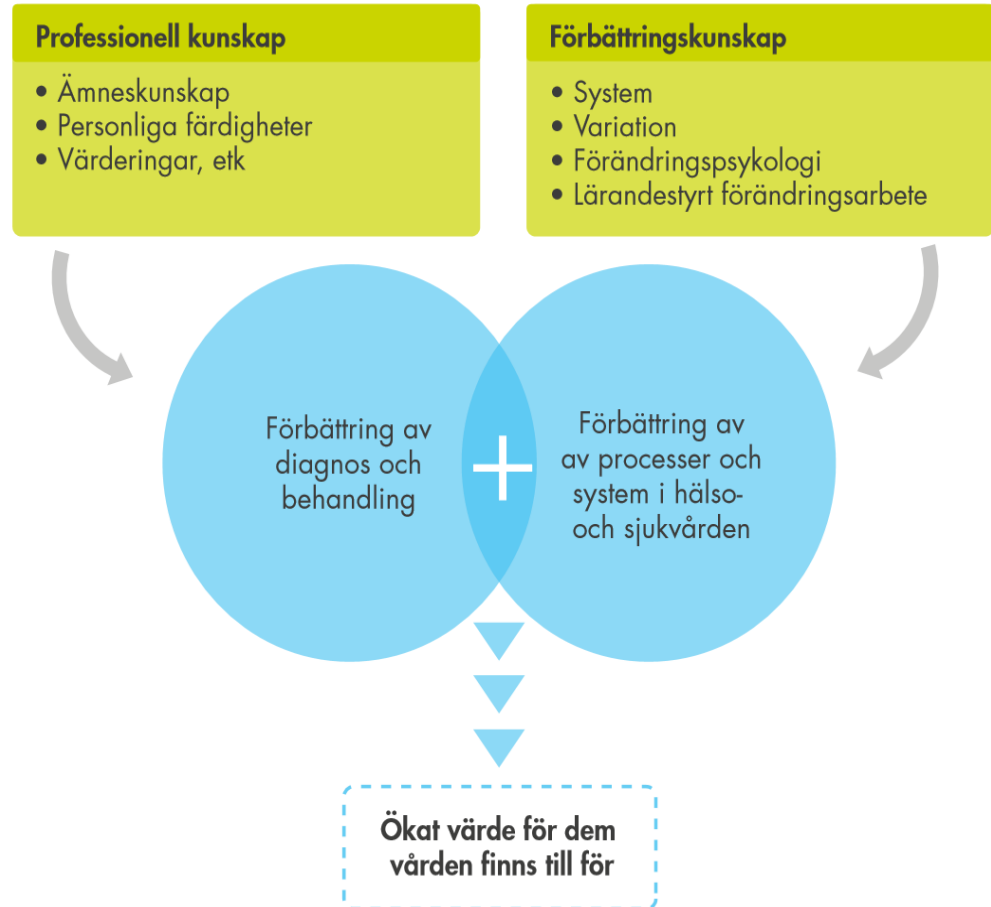 Professionell kunskap
• Ämneskunskap
• Personliga färdigheter
• Värderingar, etk
Förbättringskunskap
• System
• Variation
• Förändringspsykologi
• Lärandestyrt förändringsarbete
Förbättring av
diagnos och
behandling
+
Förbättring av
av processer och
system i hälso-
och sjukvården
Ökat värde för dem
vården finns till för